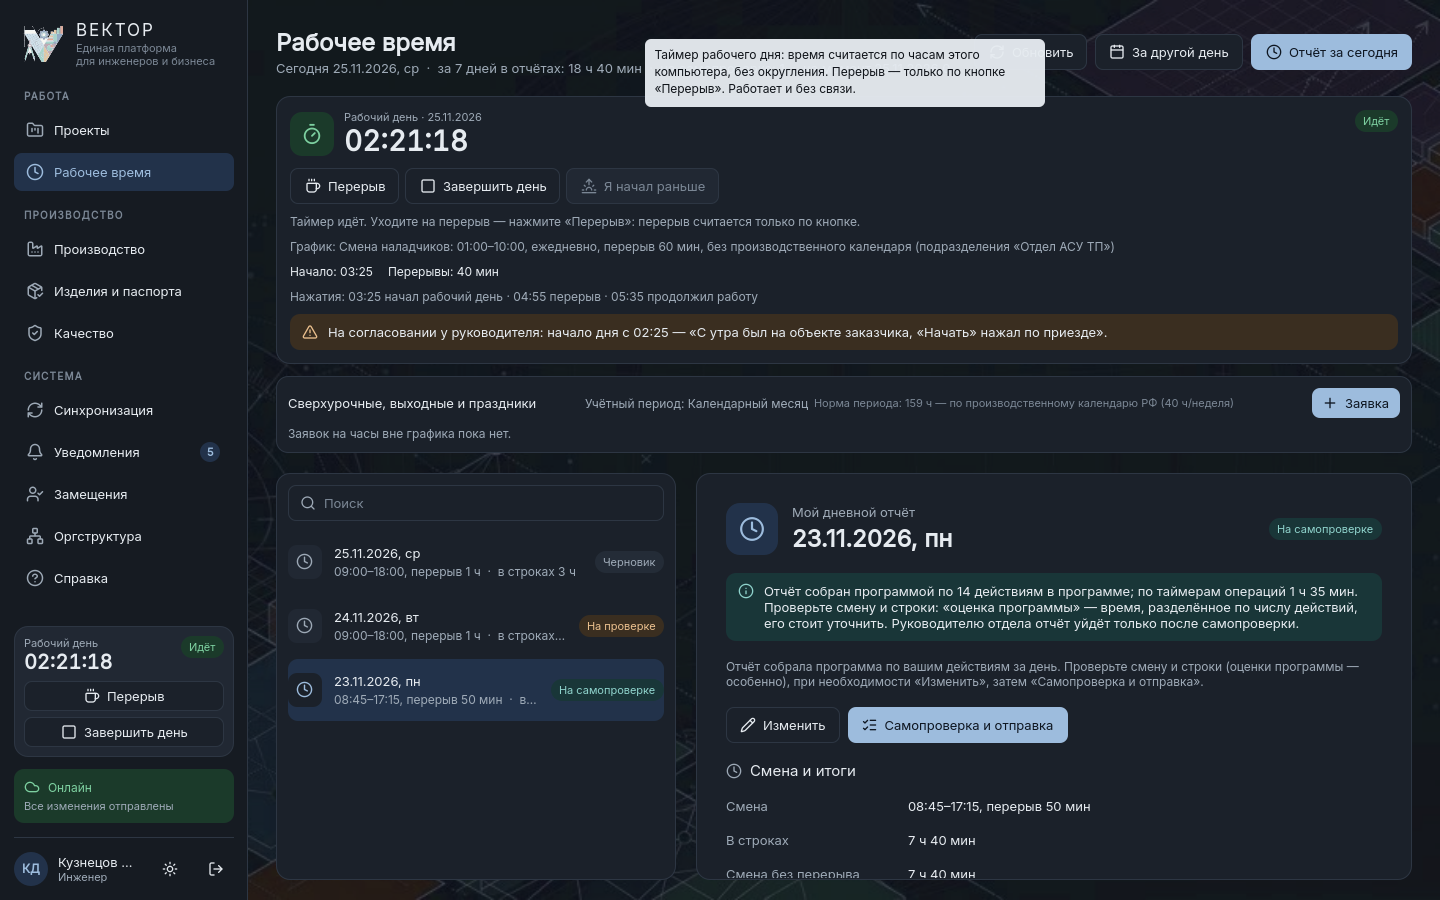 ВЕКТОР
Единая платформа
для инженеров и бизнеса
РАБОТА
Проекты
Рабочее время
ПРОИЗВОДСТВО
Производство
Изделия и паспорта
Качество
СИСТЕМА
Синхронизация
Уведомления 5
Замещения
Оргструктура
Справка
Рабочий день
02:21:18
Идёт
Перерыв
Завершить день
Онлайн
Все изменения отправлены
КД
Кузнецов ...
Инженер
Рабочее время
Сегодня 25.11.2026, ср · за 7 дней в отчётах: 18 ч 40 мин
Таймер рабочего дня: время считается по часам этого
компьютера, без округления. Перерыв — только по кнопке
«Перерыв». Работает и без связи.
Обновить
За другой день
Отчёт за сегодня
Рабочий день · 25.11.2026
02:21:18
Идёт
Перерыв
Завершить день
Я начал раньше
Таймер идёт. Уходите на перерыв — нажмите «Перерыв»: перерыв считается только по кнопке.
График: Смена наладчиков: 01:00–10:00, ежедневно, перерыв 60 мин, без производственного календаря (подразделения «Отдел АСУ ТП»)
Начало: 03:25 Перерывы: 40 мин
Нажатия: 03:25 начал рабочий день · 04:55 перерыв · 05:35 продолжил работу
На согласовании у руководителя: начало дня с 02:25 — «С утра был на объекте заказчика, «Начать» нажал по приезде».
Сверхурочные, выходные и праздники
Учётный период: Календарный месяц Норма периода: 159 ч — по производственному календарю РФ (40 ч/неделя)
Заявка
Заявок на часы вне графика пока нет.
Поиск
25.11.2026, ср
09:00–18:00, перерыв 1 ч · в строках 3 ч
Черновик
24.11.2026, вт
09:00–18:00, перерыв 1 ч · в строках...
На проверке
23.11.2026, пн
08:45–17:15, перерыв 50 мин · в...
На самопроверке
Мой дневной отчёт
23.11.2026, пн
На самопроверке
Отчёт собран программой по 14 действиям в программе; по таймерам операций 1 ч 35 мин.
Проверьте смену и строки: «оценка программы» — время, разделённое по числу действий,
его стоит уточнить. Руководителю отдела отчёт уйдёт только после самопроверки.
Отчёт собрала программа по вашим действиям за день. Проверьте смену и строки (оценки программы —
особенно), при необходимости «Изменить», затем «Самопроверка и отправка».
Изменить
Самопроверка и отправка
Смена и итоги
Смена 08:45–17:15, перерыв 50 мин
В строках 7 ч 40 мин
Смена без перерыва 7 ч 40 мин